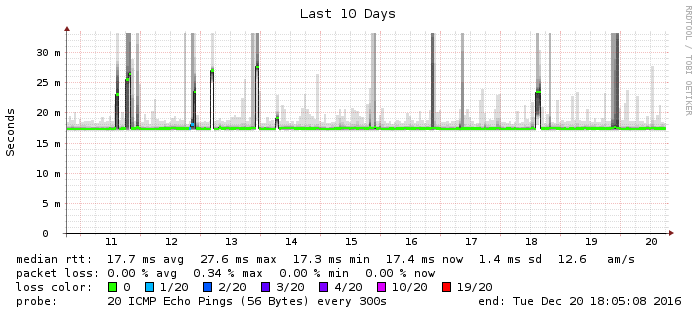 Last 10 Days
RRDTOOL / TOBI OETIKER
Seconds
30 m
25 m
20 m
15 m
10 m
5 m
0
11 12 13 14 15 16 17 18 19 20
median rtt: 17.7 ms avg 27.6 ms max 17.3 ms min 17.4 ms now 1.4 ms sd 12.6 am/s
packet loss: 0.00 % avg 0.34 % max 0.00 % min 0.00 % now
loss color: 0 1/20 2/20 3/20 4/20 10/20 19/20
probe: 20 ICMP Echo Pings (56 Bytes) every 300s end: Tue Dec 20 18:05:08 2016